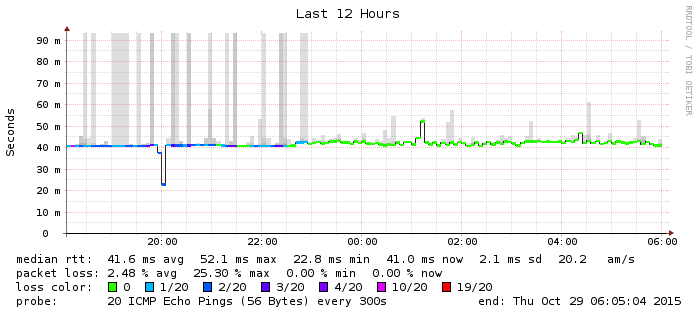 Last 12 Hours
RRDTOOL / TOBI OETIKER
Seconds
90 m
80 m
70 m
60 m
50 m
40 m
30 m
20 m
10 m
0
20:00 22:00 00:00 02:00 04:00 06:00
median rtt: 41.6 ms avg 52.1 ms max 22.8 ms min 41.0 ms now 2.1 ms sd 20.2 am/s
packet loss: 2.48 % avg 25.30 % max 0.00 % min 0.00 % now
loss color: 0 1/20 2/20 3/20 4/20 10/20 19/20
probe: 20 ICMP Echo Pings (56 Bytes) every 300s end: Thu Oct 29 06:05:04 2015